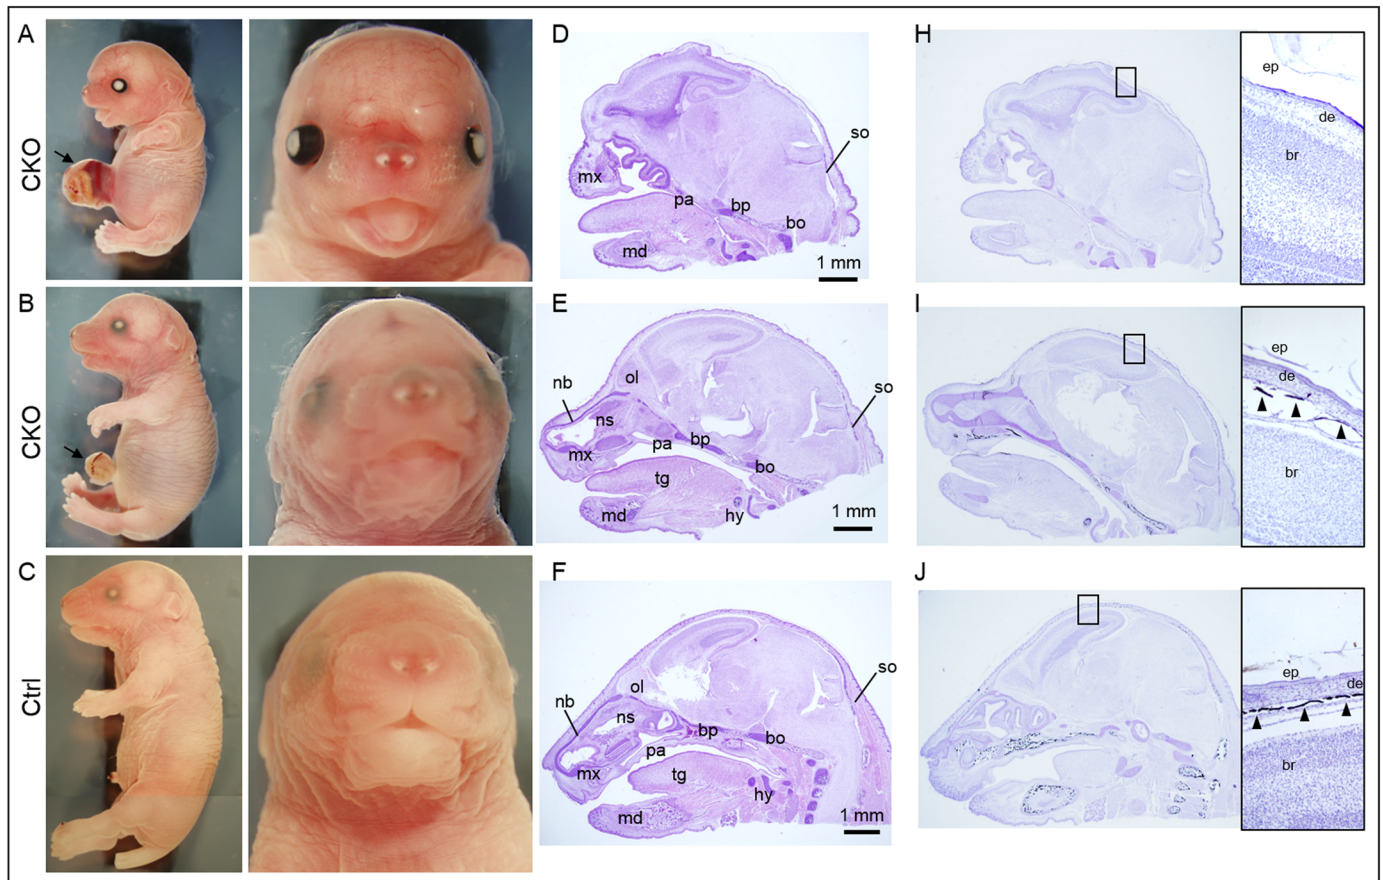 A
CKO
D
mx
pa
bp
bo
so
md
1 mm
H
ep
de
br
B
CKO
E
nb
ol
ns
so
pa
bp
mx
bo
tg
md
hy
1 mm
I
ep
de
br
C
Ctrl
F
nb
ol
ns
so
bp
bo
pa
mx
tg
hy
md
1 mm
J
ep
de
br